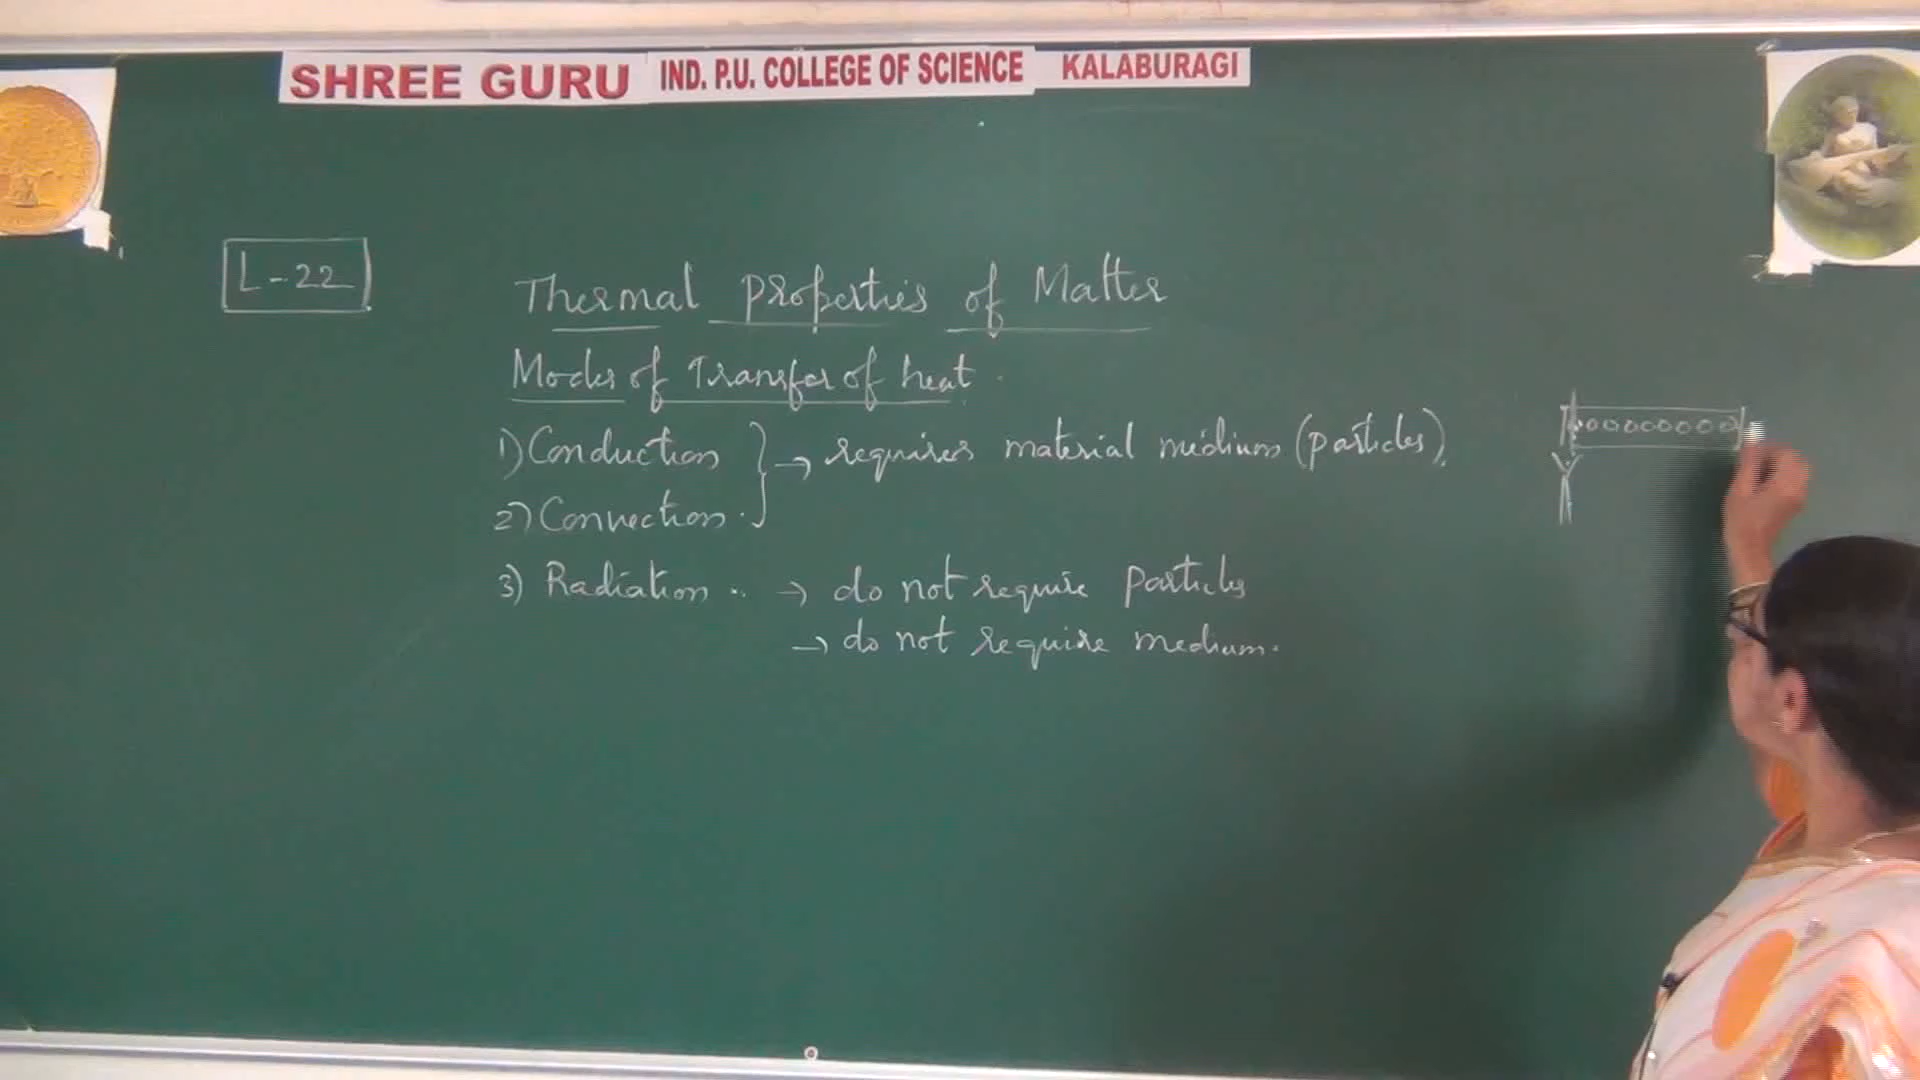 SHREE GURU IND. P.U. COLLEGE OF SCIENCE KALABURAGI
L-22
Thermal properties of Matter
Modes of Transfer of heat.
1) Conduction } → requires material medium (particles).
2) Convection.
3) Radiation .. → do not require particles
→ do not require medium.